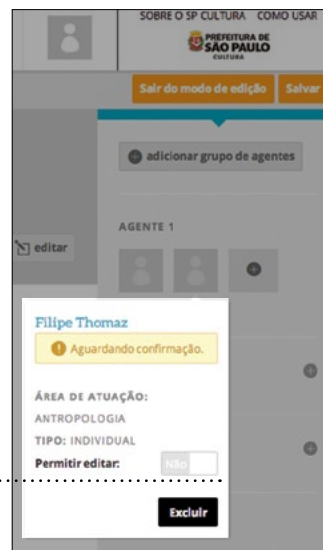 SOBRE O SP CULTURA COMO USAR
PREFEITURA DE
SÃO PAULO
CULTURA
Sair do modo de edição Salvar
adicionar grupo de agentes
AGENTE 1
editar
Filipe Thomaz
Aguardando confirmação.
ÁREA DE ATUAÇÃO:
ANTROPOLOGIA
TIPO: INDIVIDUAL
Permitir editar: Não
Excluir